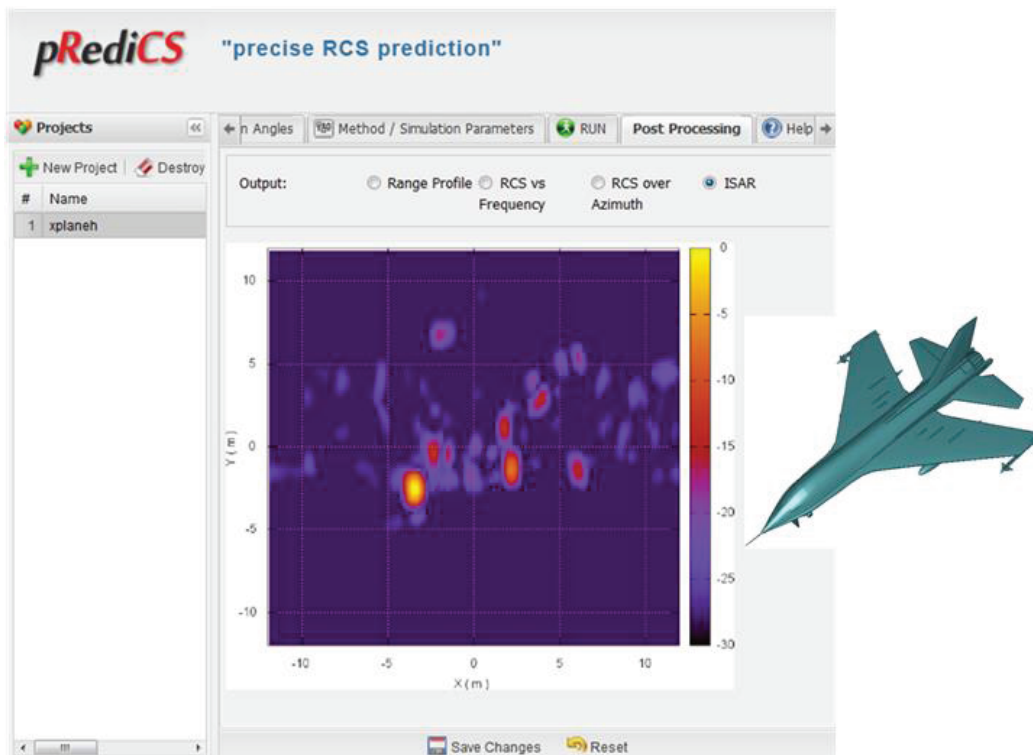 pRediCS
"precise RCS prediction"
Projects
New Project
Destroy
# Name
1 xplaneh
n Angles
Method / Simulation Parameters
RUN
Post Processing
Help
Output:
Range Profile
RCS vs
Frequency
RCS over
Azimuth
ISAR
10
5
0
-5
-10
Y ( m )
-10 -5 0 5 10
X ( m )
0
-5
-10
-15
-20
-25
-30
Save Changes
Reset